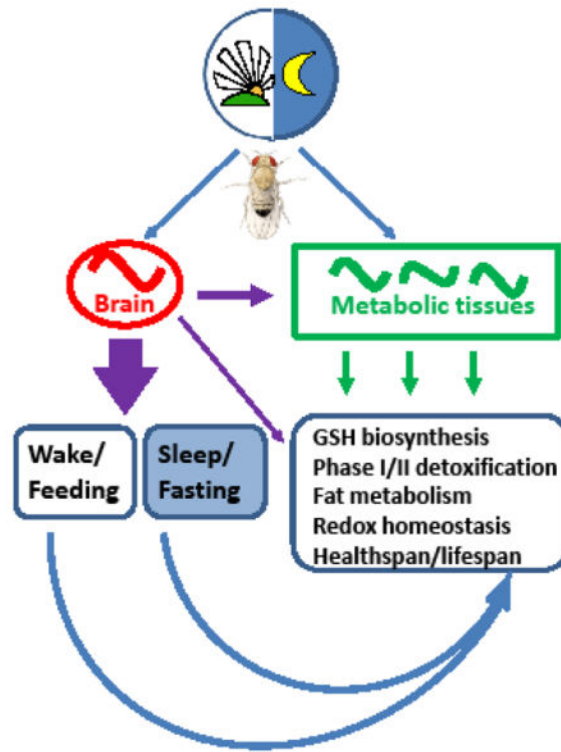 Brain
Metabolic tissues
Wake/
Feeding
Sleep/
Fasting
GSH biosynthesis
Phase I/II detoxification
Fat metabolism
Redox homeostasis
Healthspan/lifespan